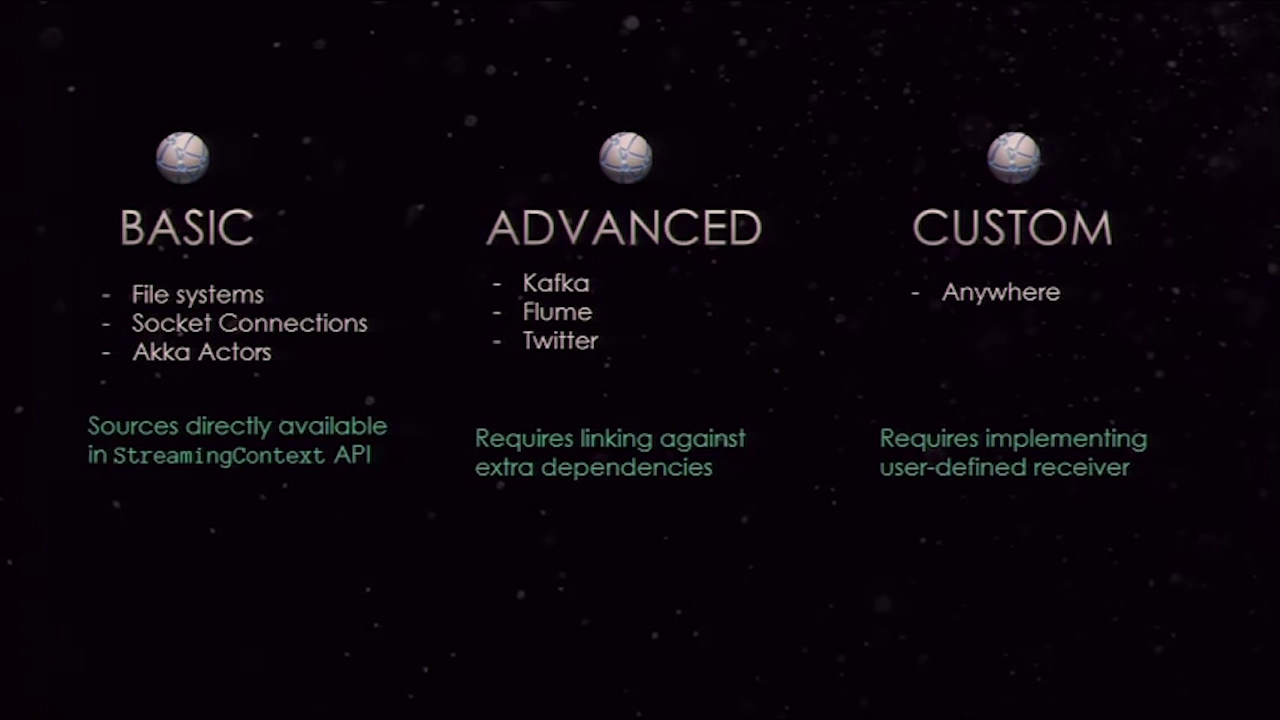 BASIC
- File systems
- Socket Connections
- Akka Actors
Sources directly available
in StreamingContext API
ADVANCED
- Kafka
- Flume
- Twitter
Requires linking against
extra dependencies
CUSTOM
- Anywhere
Requires implementing
user-defined receiver